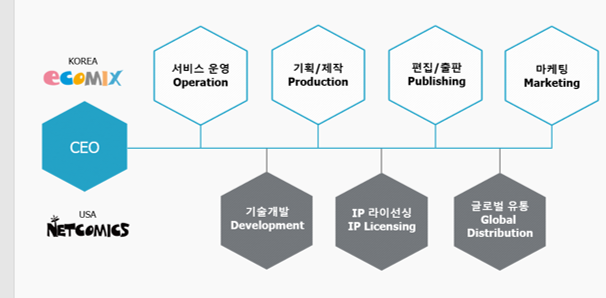 KOREA
ecomix
CEO
USA
NETCOMICS
서비스 운영
Operation
기획/제작
Production
편집/출판
Publishing
마케팅
Marketing
기술개발
Development
IP 라이선싱
IP Licensing
글로벌 유통
Global
Distribution